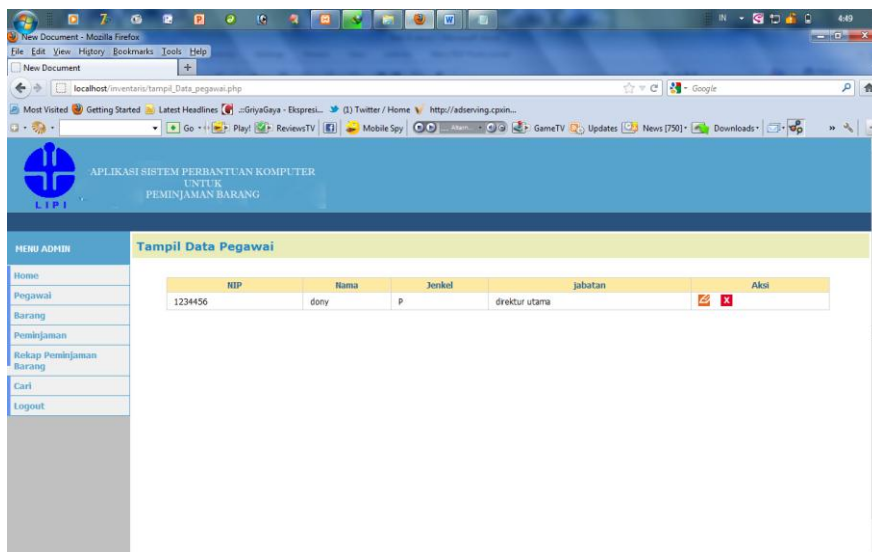 4:49
New Document - Mozilla Firefox
File Edit View History Bookmarks Tools Help
New Document
localhost/inventaris/tampil_Data_pegawai.php
Google
Most Visited Getting Started Latest Headlines .::GriyaGaya - Ekspresi... (1) Twitter / Home http://adserving.cpxin...
Go Play! ReviewsTV Mobile Spy GameTV Updates News [750] Downloads
APLIKASI SISTEM PERBANTUAN KOMPUTER
UNTUK
PEMINJAMAN BARANG
LIPI
MENU ADMIN
Home
Pegawai
Barang
Peminjaman
Rekap Peminjaman
Barang
Cari
Logout
Tampil Data Pegawai
NIP Nama Jenkel jabatan Aksi
1234456 dony P direktur utama